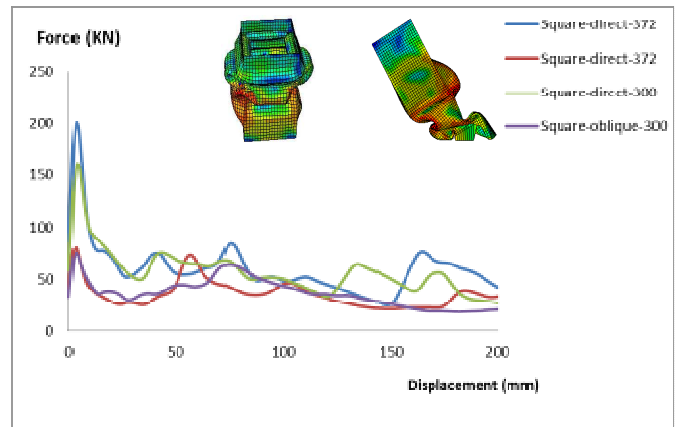 Force (KN)
Square-direct-372
Square-direct-372
Square-direct-300
Square-oblique-300
250
200
150
100
50
0
0 50 100 150 200
Displacement (mm)